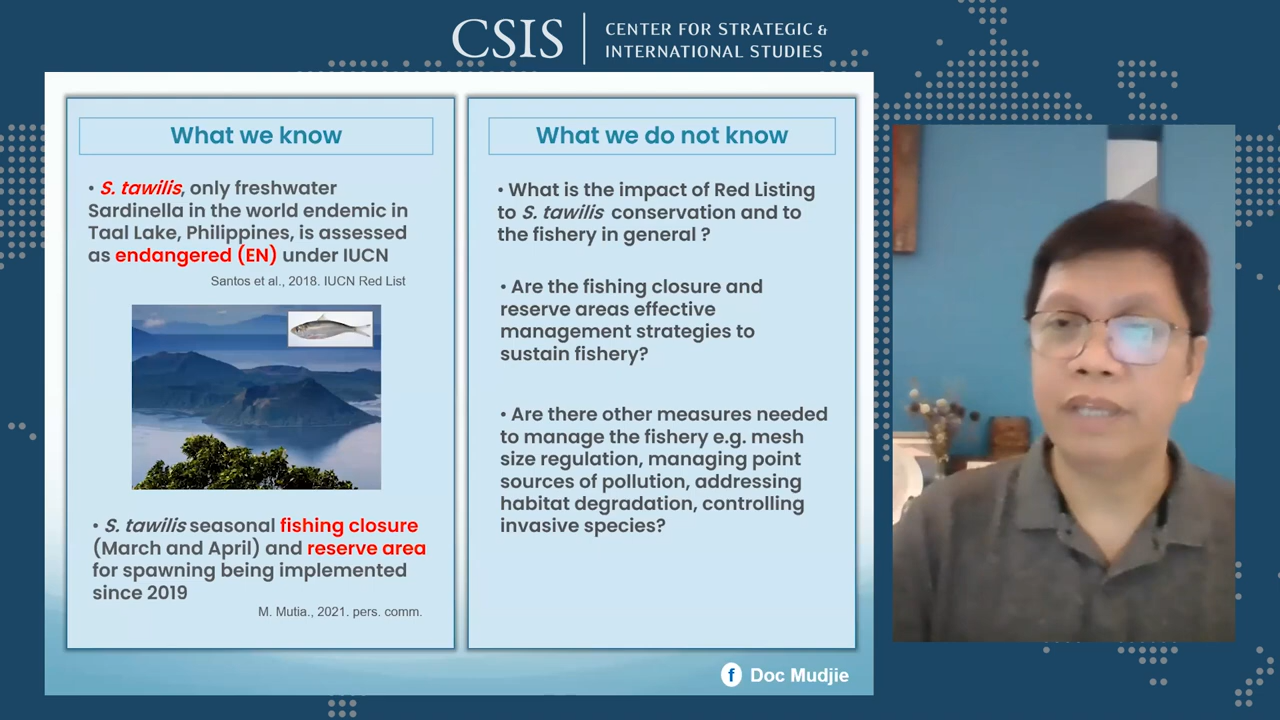 CSIS
CENTER FOR STRATEGIC &
INTERNATIONAL STUDIES
What we know
• S. tawilis, only freshwater
Sardinella in the world endemic in
Taal Lake, Philippines, is assessed
as endangered (EN) under IUCN
Santos et al., 2018. IUCN Red List
• S. tawilis seasonal fishing closure
(March and April) and reserve area
for spawning being implemented
since 2019
M. Mutia., 2021. pers. comm.
What we do not know
• What is the impact of Red Listing
to S. tawilis conservation and to
the fishery in general ?
• Are the fishing closure and
reserve areas effective
management strategies to
sustain fishery?
• Are there other measures needed
to manage the fishery e.g. mesh
size regulation, managing point
sources of pollution, addressing
habitat degradation, controlling
invasive species?
f Doc Mudjie